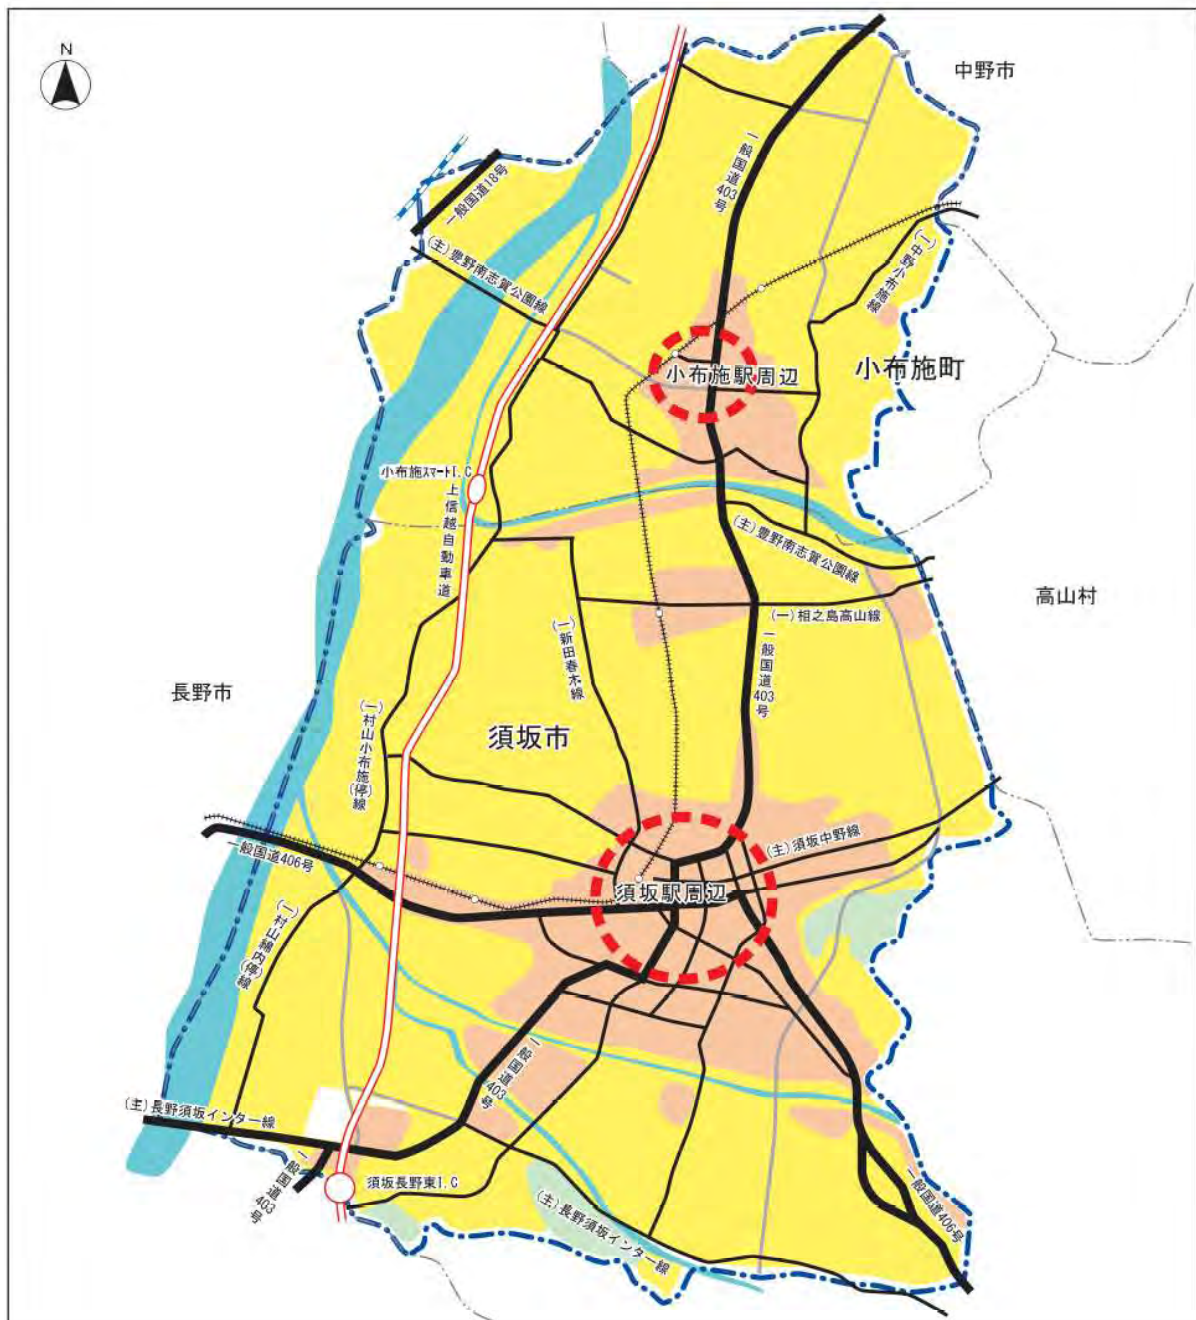 N
中野市
一般国道403号
一般国道18号
(主)豊野南志賀公園線
(一)中野小布施線
小布施町
小布施駅周辺
小布施スマートI.C
上信越自動車道
(主)豊野南志賀公園線
高山村
(一)相之島高山線
(一)新田春木線
一般国道403号
長野市
須坂市
(一)村山小布施(停)線
(主)須坂中野線
一般国道406号
須坂駅周辺
(一)村山綿内(停)線
一般国道403号
(主)長野須坂インター線
一般国道403号
須坂長野東I.C
(主)長野須坂インター線
一般国道406号